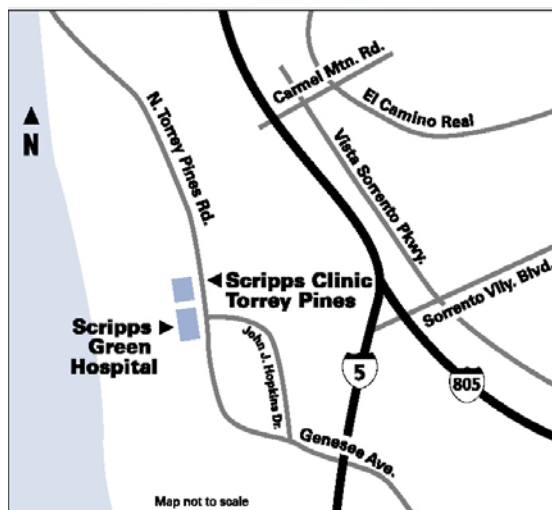 Carmel Mtn. Rd.
El Camino Real
N. Torrey Pines Rd.
N
Vista Sorrento Pkwy.
Scripps Clinic
Torrey Pines
Sorrento Vlly. Blvd.
Scripps
Green
Hospital
John J. Hopkins Dr.
5
805
Genesee Ave.
Map not to scale